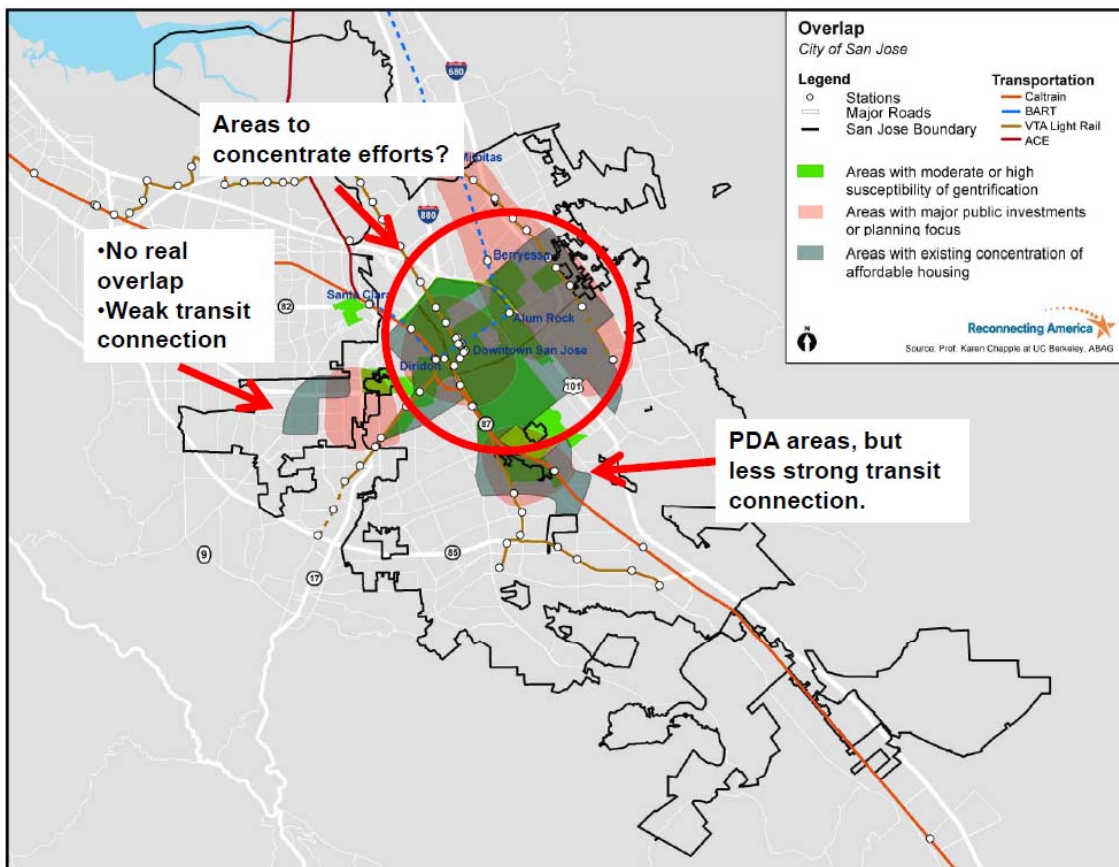 Areas to
concentrate efforts?
•No real
overlap
•Weak transit
connection
PDA areas, but
less strong transit
connection.
680
880
Milpitas
Berryessa
Santa Clara
82
Alum Rock
Downtown San Jose
Diridon
101
87
85
9
17
Overlap
City of San Jose
Legend
Stations
Major Roads
San Jose Boundary
Transportation
Caltrain
BART
VTA Light Rail
ACE
Areas with moderate or high
susceptibility of gentrification
Areas with major public investments
or planning focus
Areas with existing concentration of
affordable housing
N
Reconnecting America
Source: Prof. Karen Chapple at UC Berkeley, ABAG